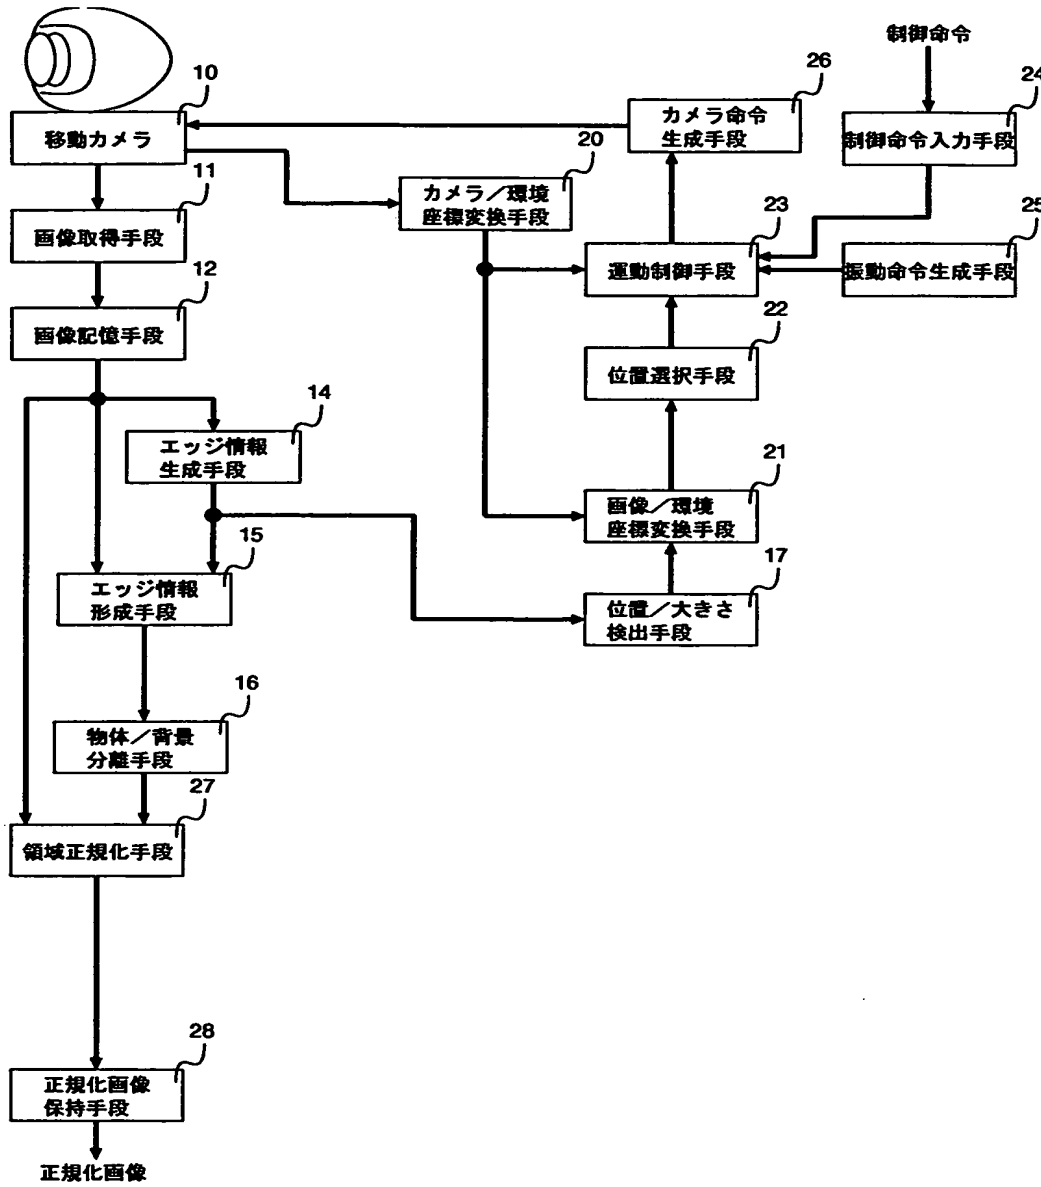 制御命令
10
移動カメラ
26
カメラ命令
生成手段
24
制御命令入力手段
20
カメラ／環境
座標変換手段
11
画像取得手段
23
運動制御手段
25
振動命令生成手段
12
画像記憶手段
22
位置選択手段
14
エッジ情報
生成手段
21
画像／環境
座標変換手段
15
エッジ情報
形成手段
17
位置／大きさ
検出手段
16
物体／背景
分離手段
27
領域正規化手段
28
正規化画像
保持手段
正規化画像